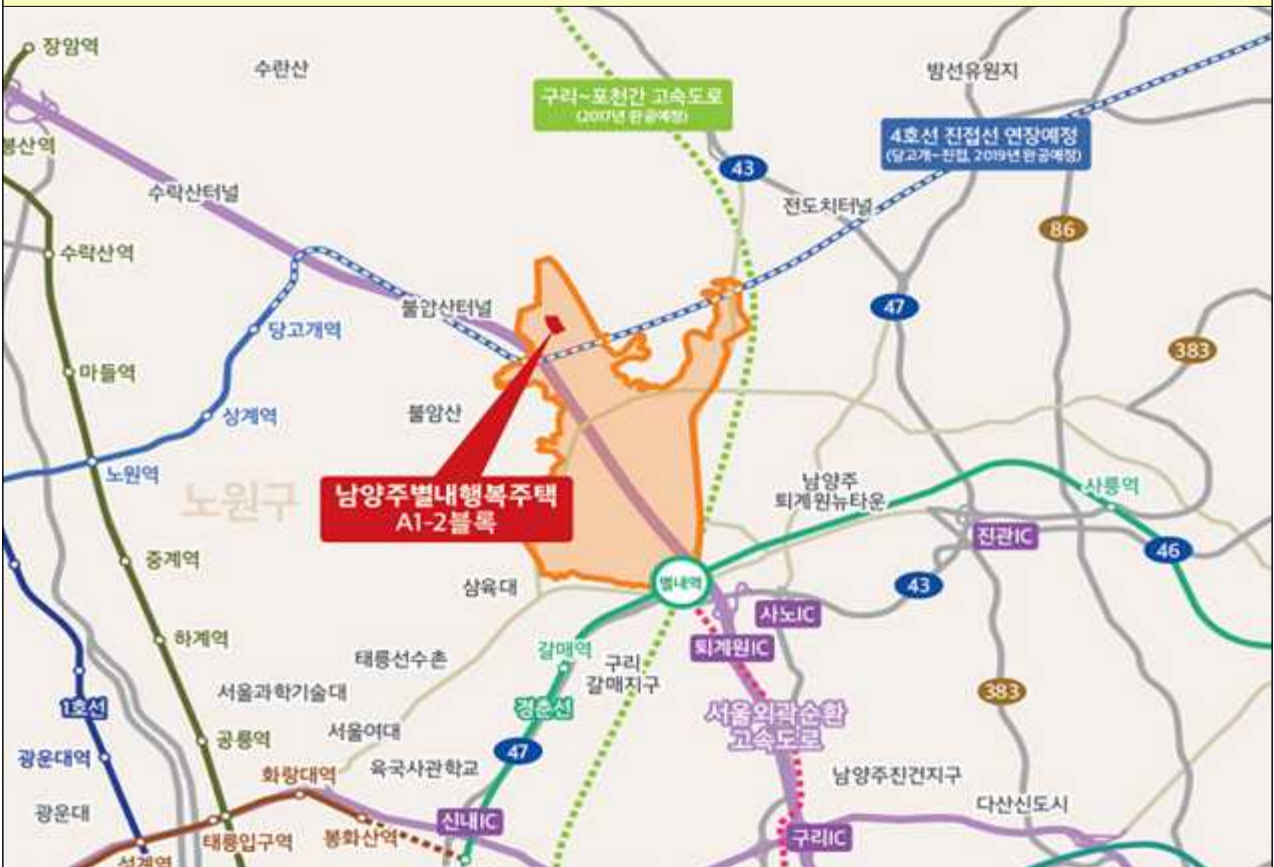 장암역
수란산
밤선유원지
구리~포천간 고속도로
(2017년 완공예정)
4호선 진접선 연장예정
(당고개~진접, 2019년 완공예정)
봉산역
43
수락산터널
전도치터널
86
수락산역
불암산터널
47
당고개역
383
마들역
상계역
불암산
노원역
남양주별내행복주택
A1-2블록
노원구
남양주
퇴계원뉴타운
사릉역
진관IC
46
중계역
삼육대
별내역
43
사노IC
하계역
갈매역
퇴계원IC
태릉선수촌
구리
갈매지구
서울과학기술대
383
1호선
경춘선
서울외곽순환
고속도로
서울여대
공릉역
47
광운대역
육국사관학교
화랑대역
남양주진건지구
다산신도시
광운대
신내IC
태릉입구역
봉화산역
구리IC
석계역